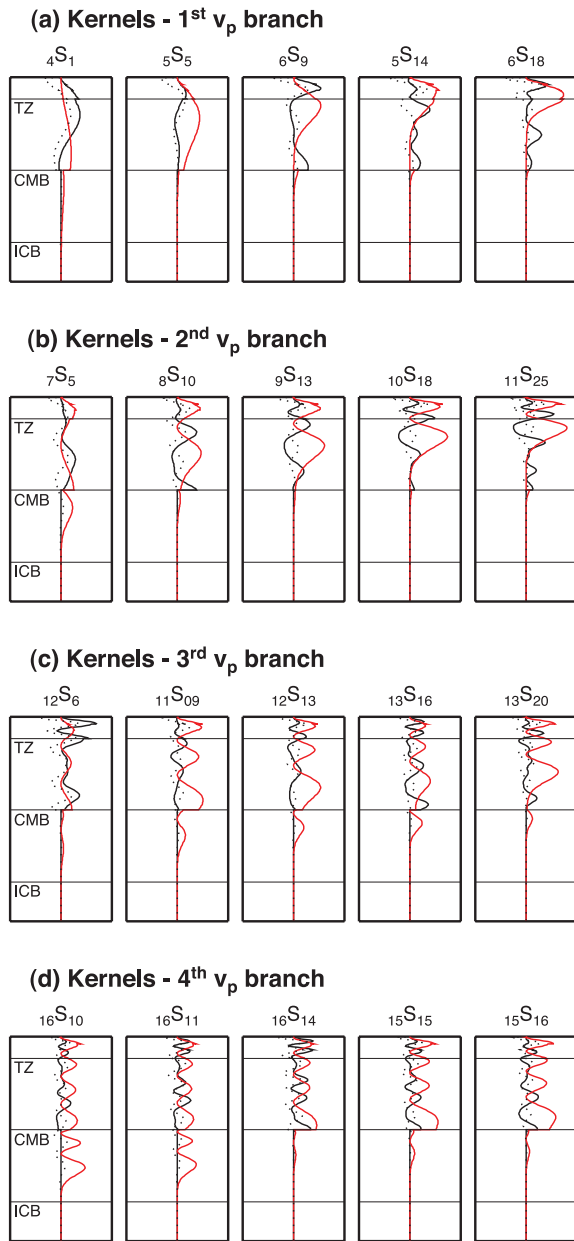 (a) Kernels - 1st vp branch
4S1 5S5 6S9 5S14 6S18
TZ
CMB
ICB
(b) Kernels - 2nd vp branch
7S5 8S10 9S13 10S18 11S25
TZ
CMB
ICB
(c) Kernels - 3rd vp branch
12S6 11S09 12S13 13S16 13S20
TZ
CMB
ICB
(d) Kernels - 4th vp branch
16S10 16S11 16S14 15S15 15S16
TZ
CMB
ICB